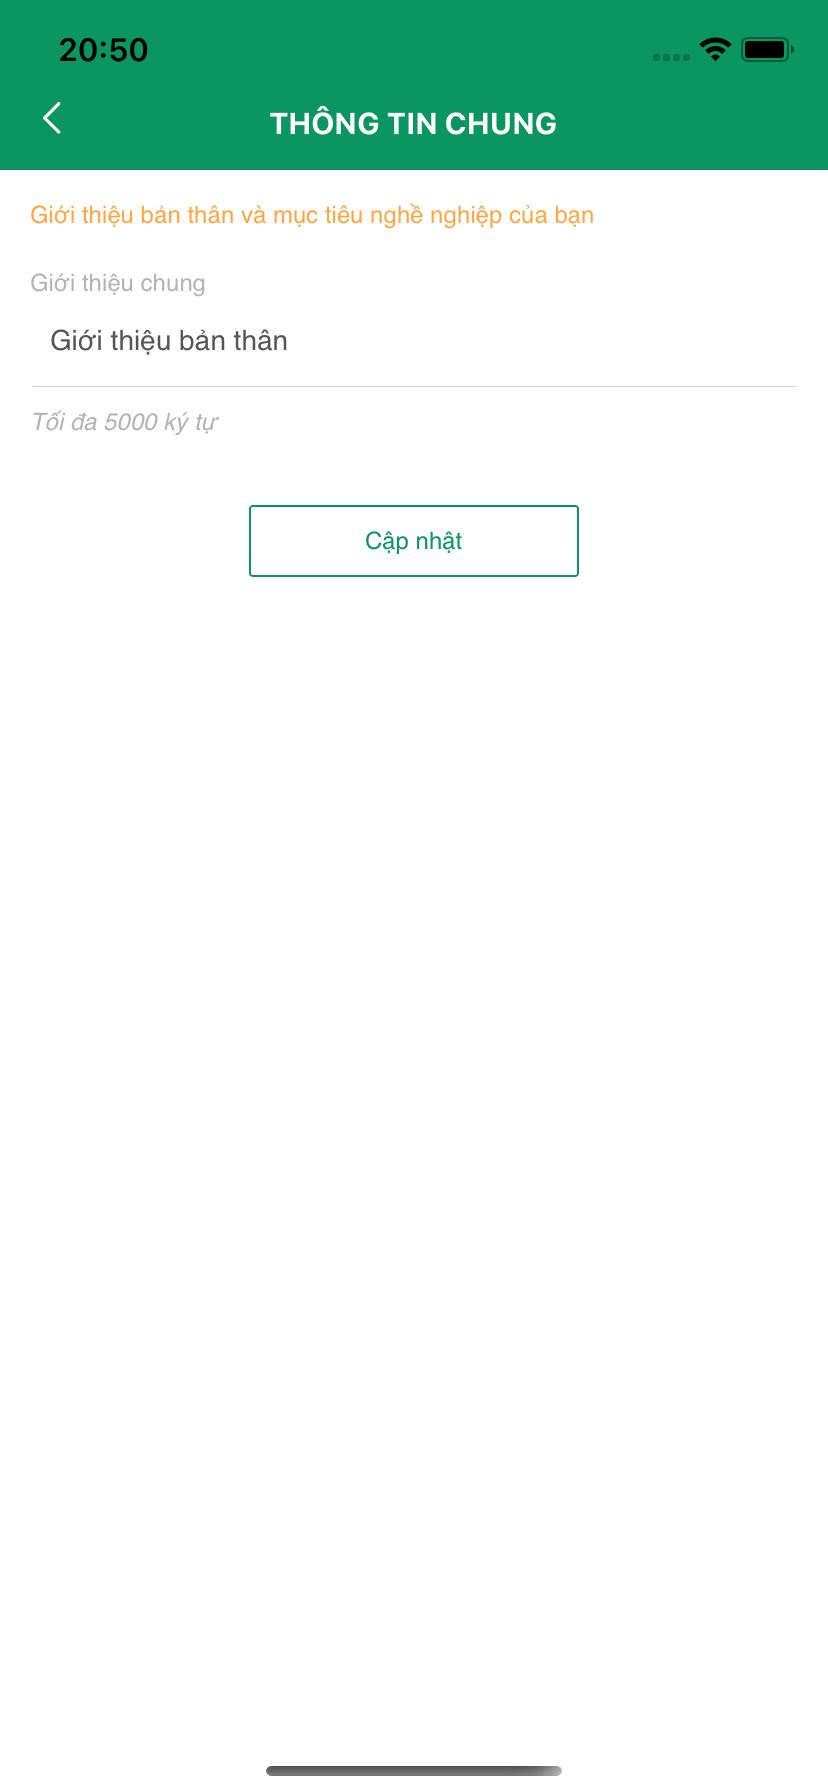 20:50
THÔNG TIN CHUNG
Giới thiệu bản thân và mục tiêu nghề nghiệp của bạn
Giới thiệu chung
Giới thiệu bản thân
Tối đa 5000 ký tự
Cập nhật